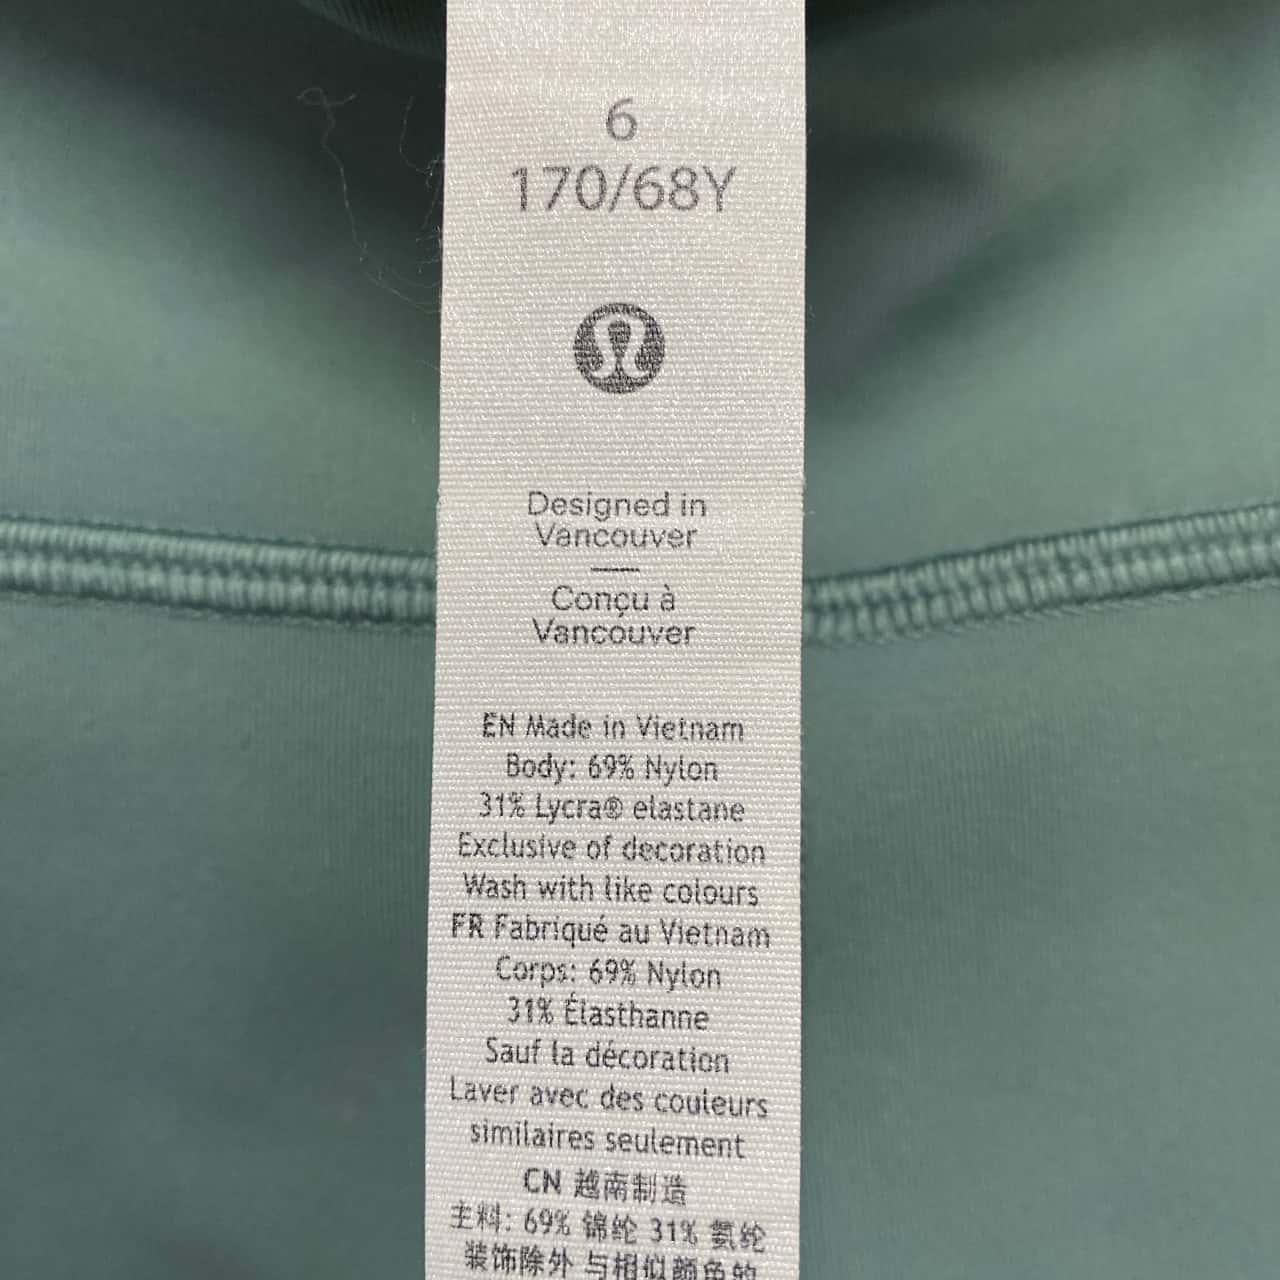 6
170/68Y
Designed in
Vancouver
Conçu à
Vancouver
EN Made in Vietnam
Body: 69% Nylon
31% Lycra® elastane
Exclusive of decoration
Wash with like colours
FR Fabriqué au Vietnam
Corps: 69% Nylon
31% Élasthanne
Sauf la décoration
Laver avec des couleurs
similaires seulement
CN 越南制造
主料: 69% 锦纶 31% 氨纶
装饰除外 与相似颜色的